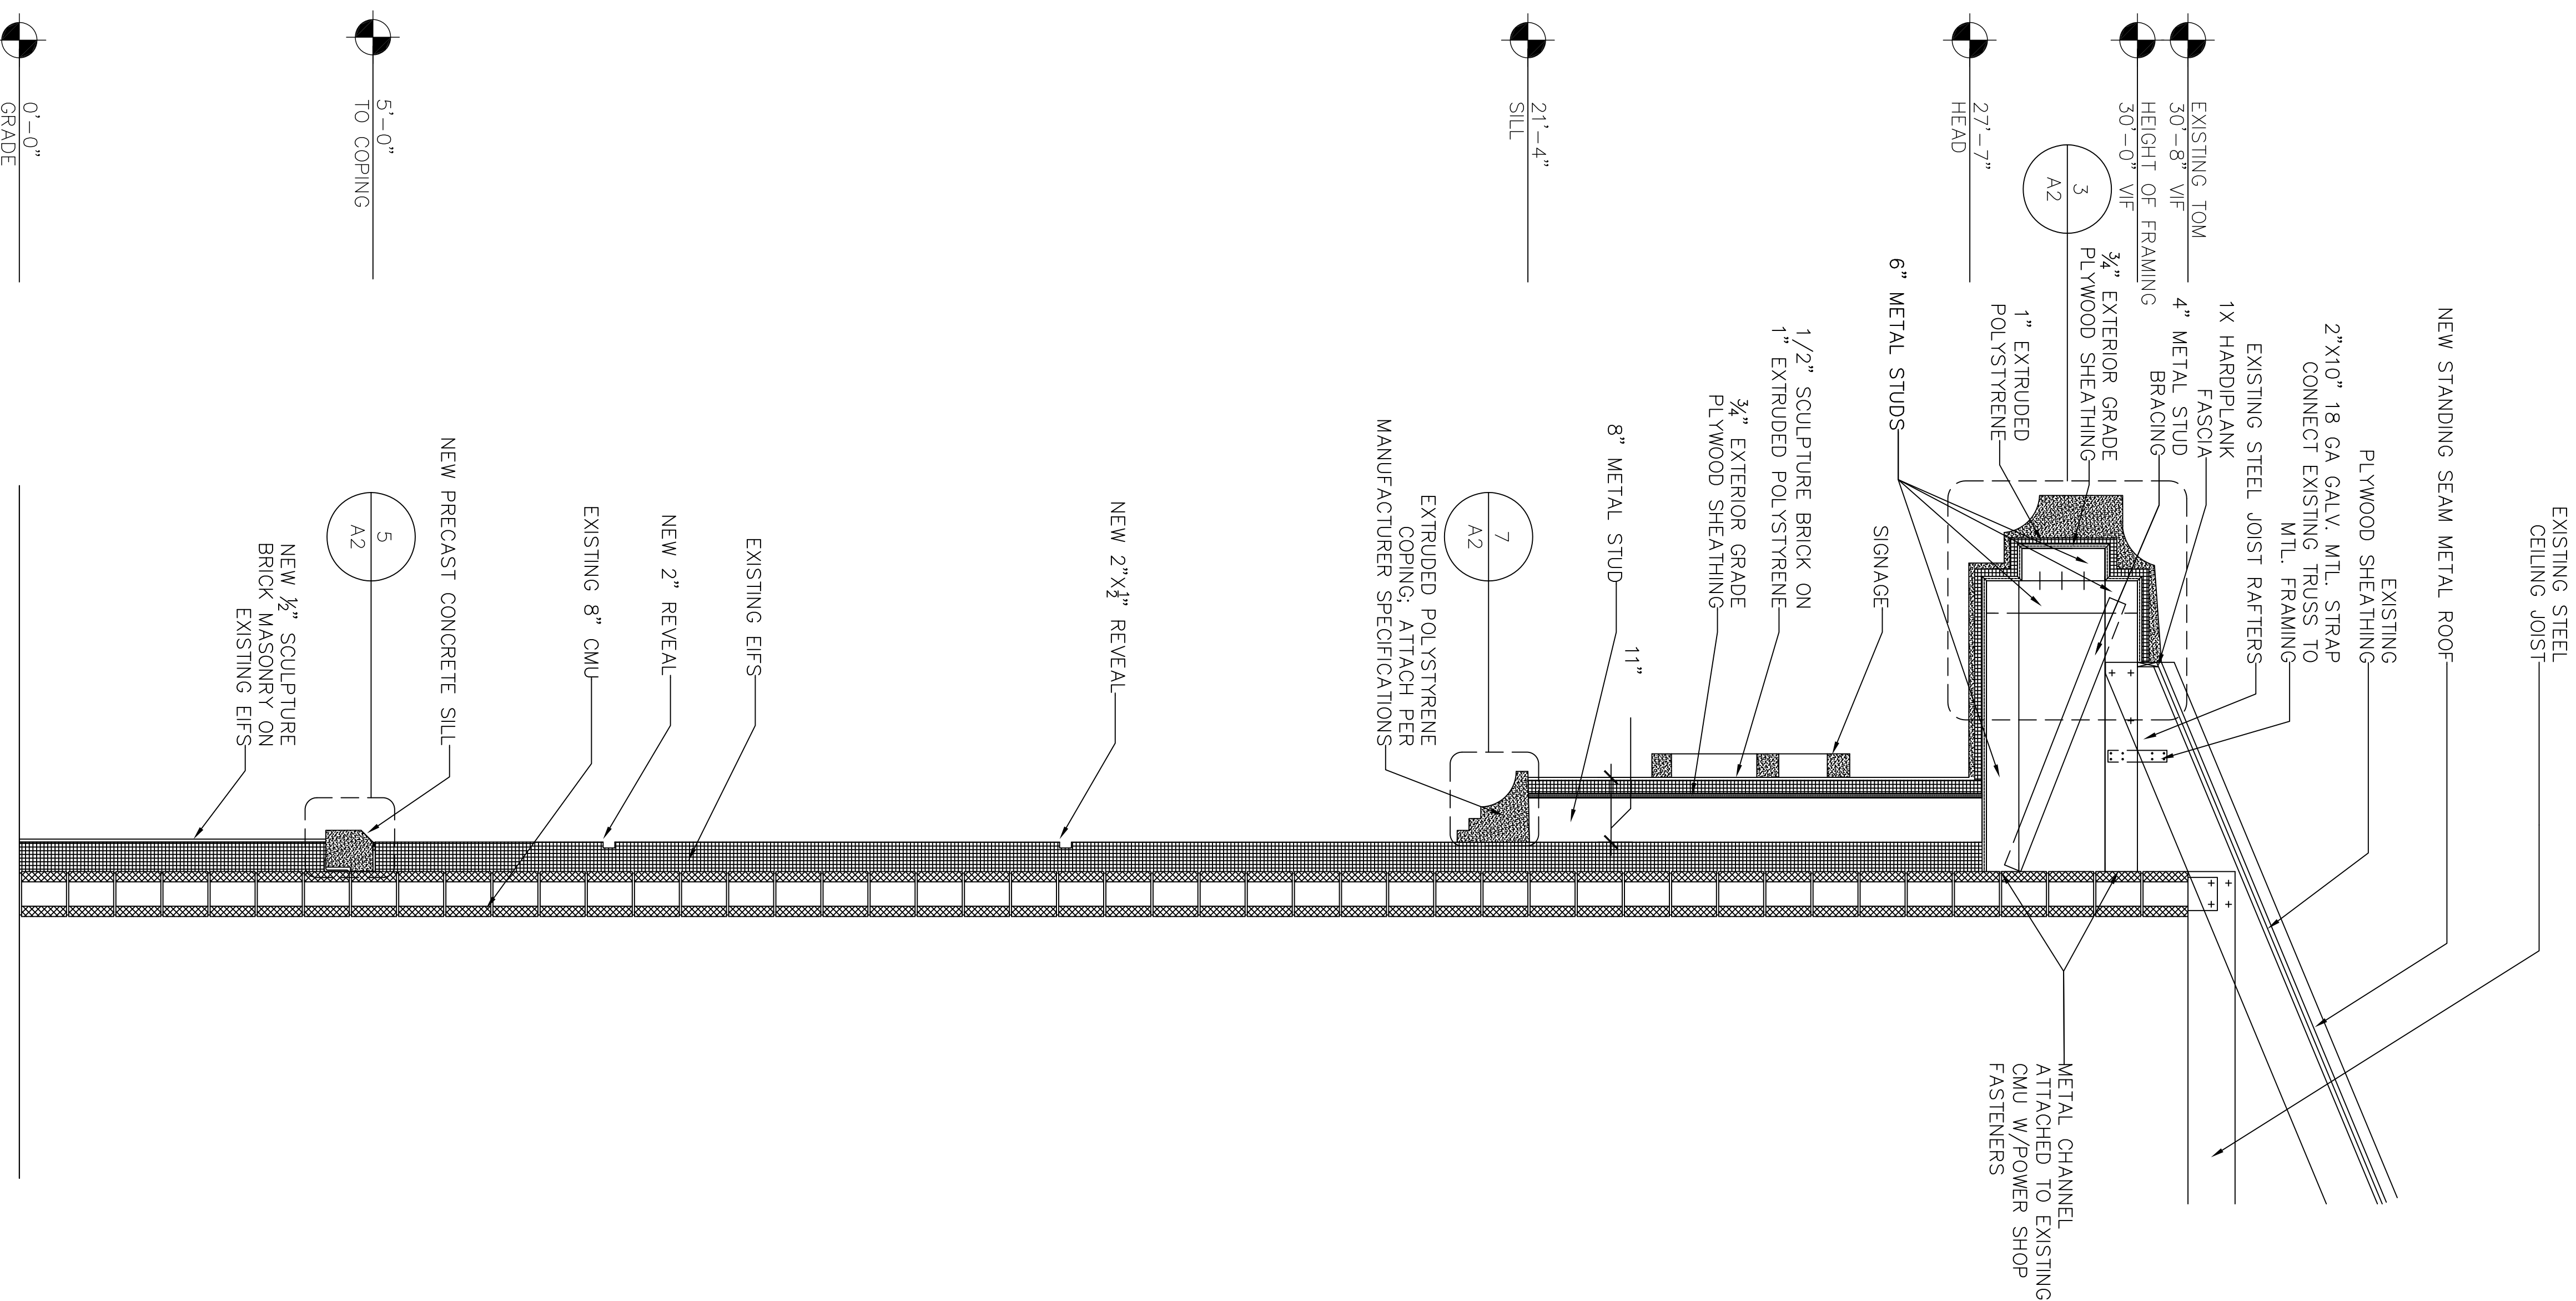 EXISTING STEEL
CEILING JOIST
NEW STANDING SEAM METAL ROOF
EXISTING
PLYWOOD SHEATHING
2"X10" 18 GA GALV. MTL. STRAP
CONNECT EXISTING TRUSS TO
MTL. FRAMING
EXISTING STEEL JOIST RAFTERS
1X HARDIPLANK
FASCIA
4" METAL STUD
BRACING
¾" EXTERIOR GRADE
PLYWOOD SHEATHING
1" EXTRUDED
POLYSTYRENE
6" METAL STUDS
EXISTING TOM
30'-8" VIF
HEIGHT OF FRAMING
30'-0" VIF
3
A2
27'-7"
HEAD
METAL CHANNEL
ATTACHED TO EXISTING
CMU W/POWER SHOP
FASTENERS
SIGNAGE
1/2" SCULPTURE BRICK ON
1" EXTRUDED POLYSTYRENE
¾" EXTERIOR GRADE
PLYWOOD SHEATHING
11"
8" METAL STUD
21'-4"
SILL
7
A2
EXTRUDED POLYSTYRENE
COPING; ATTACH PER
MANUFACTURER SPECIFICATIONS
NEW 2"X½" REVEAL
EXISTING EIFS
NEW 2" REVEAL
EXISTING 8" CMU
NEW PRECAST CONCRETE SILL
5'-0"
TO COPING
5
A2
NEW ½" SCULPTURE
BRICK MASONRY ON
EXISTING EIFS
0'-0"
GRADE